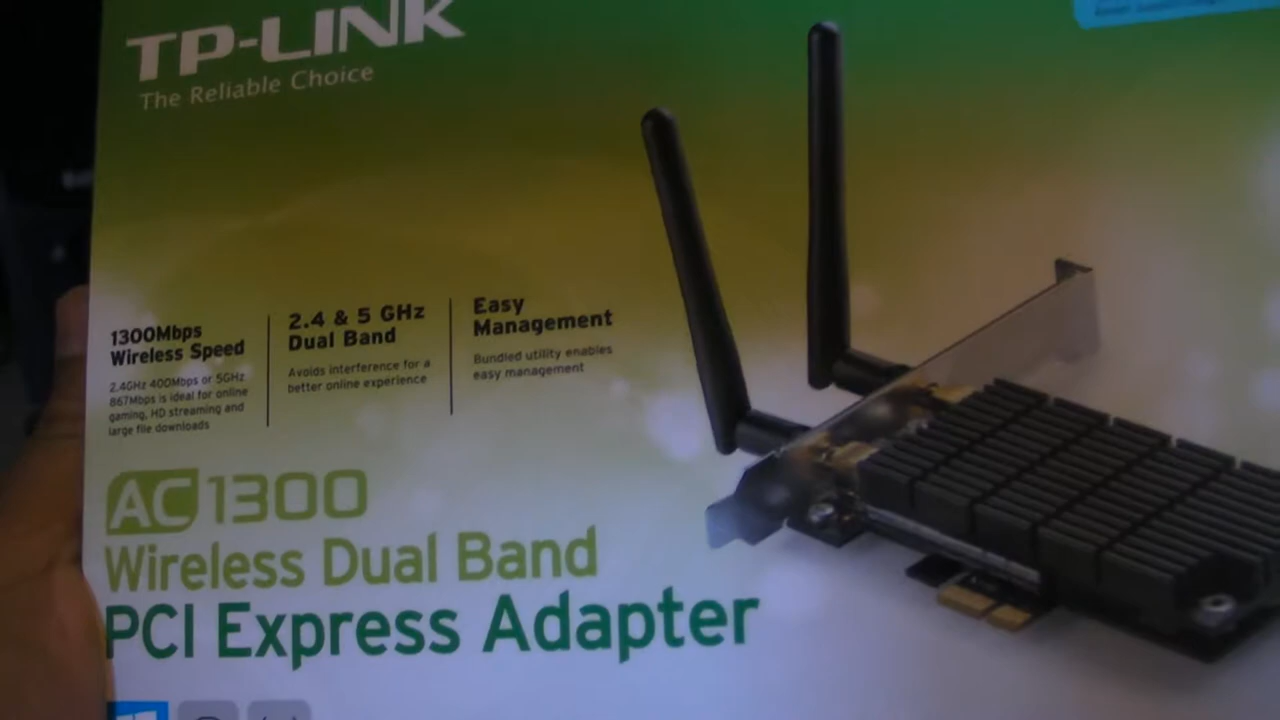 TP-LINK
The Reliable Choice
1300Mbps
Wireless Speed
2.4GHz 400Mbps or 5GHz
867Mbps is ideal for online
gaming, HD streaming and
large file downloads
2.4 & 5 GHz
Dual Band
Avoids interference for a
better online experience
Easy
Management
Bundled utility enables
easy management
AC1300
Wireless Dual Band
PCI Express Adapter